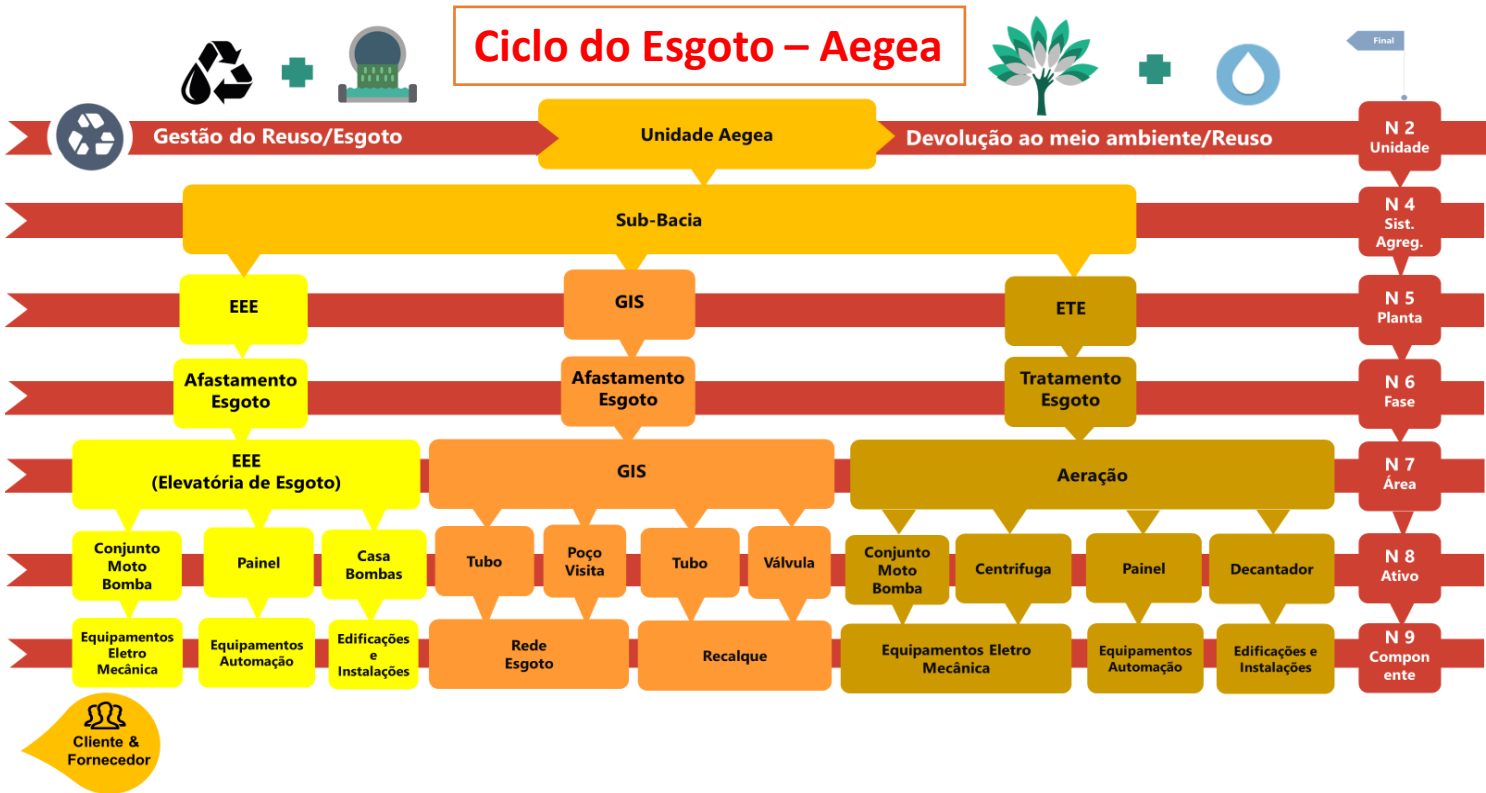 Ciclo do Esgoto – Aegea
Final
Gestão do Reuso/Esgoto
Unidade Aegea
Devolução ao meio ambiente/Reuso
N 2
Unidade
Sub-Bacia
N 4
Sist.
Agreg.
EEE
GIS
ETE
N 5
Planta
Afastamento
Esgoto
Afastamento
Esgoto
Tratamento
Esgoto
N 6
Fase
EEE
(Elevatória de Esgoto)
GIS
Aeração
N 7
Área
Conjunto
Moto
Bomba
Painel
Casa
Bombas
Tubo
Poço
Visita
Tubo
Válvula
Conjunto
Moto
Bomba
Centrifuga
Painel
Decantador
N 8
Ativo
Equipamentos
Eletro
Mecânica
Equipamentos
Automação
Edificações
e
Instalações
Rede
Esgoto
Recalque
Equipamentos Eletro
Mecânica
Equipamentos
Automação
Edificações e
Instalações
N 9
Compon
ente
Cliente &
Fornecedor